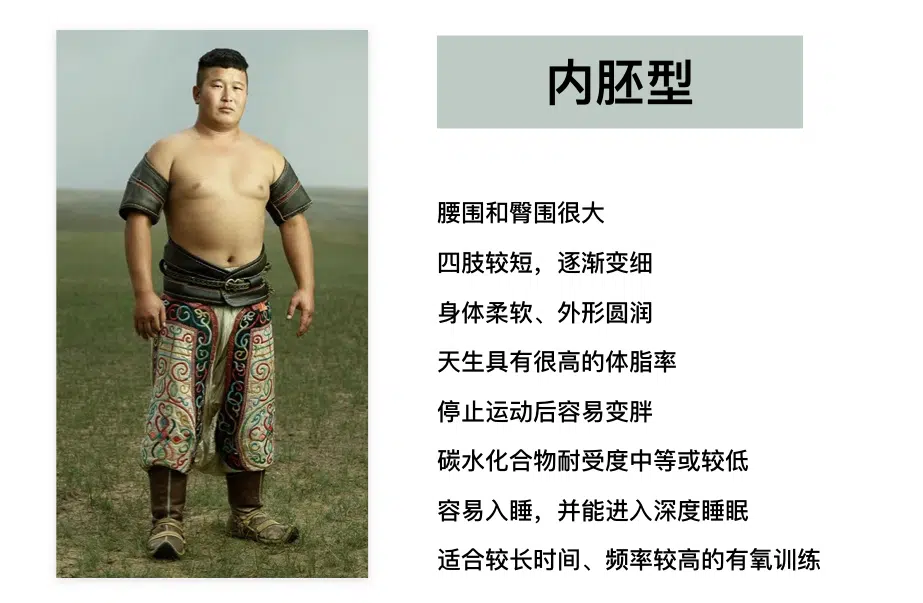 内胚型
腰围和臀围很大
四肢较短，逐渐变细
身体柔软、外形圆润
天生具有很高的体脂率
停止运动后容易变胖
碳水化合物耐受度中等或较低
容易入睡，并能进入深度睡眠
适合较长时间、频率较高的有氧训练